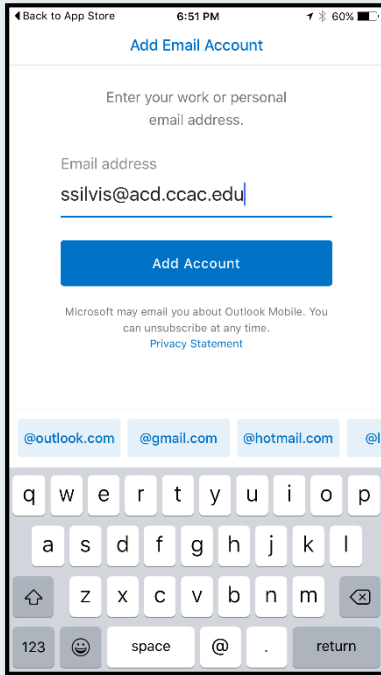 Back to App Store 6:51 PM 60%
Add Email Account
Enter your work or personal
email address.
Email address
ssilvis@acd.ccac.edu
Add Account
Microsoft may email you about Outlook Mobile. You
can unsubscribe at any time.
Privacy Statement
@outlook.com @gmail.com @hotmail.com @l
q w e r t y u i o p
a s d f g h j k l
z x c v b n m
123 space @ . return